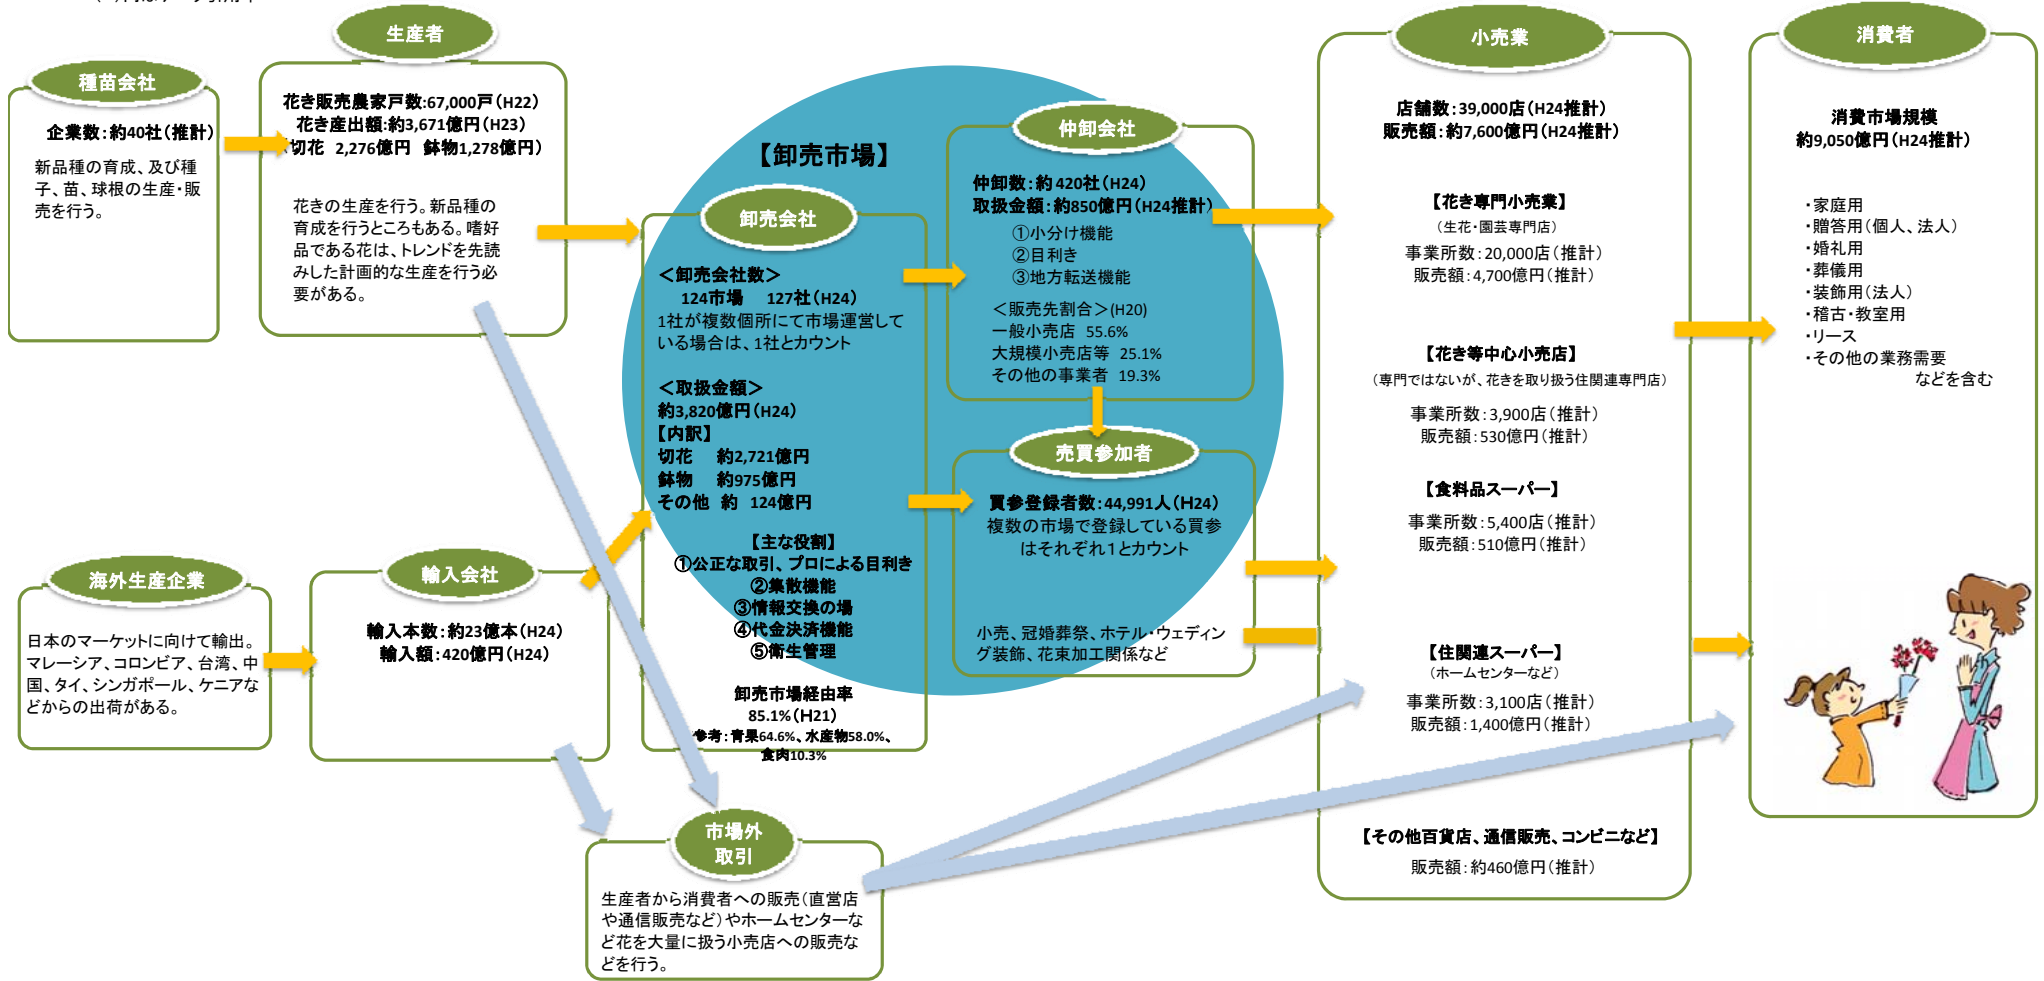 種苗会社
企業数：約40社（推計）
新品種の育成、及び種
子、苗、球根の生産・販
売を行う。
生産者
花き販売農家戸数：67,000戸（H22）
花き産出額：約3,671億円（H23）
（切花 2,276億円 鉢物1,278億円）
花きの生産を行う。新品種の
育成を行うところもある。嗜好
品である花は、トレンドを先読
みした計画的な生産を行う必
要がある。
海外生産企業
日本のマーケットに向けて輸出。
マレーシア、コロンビア、台湾、中
国、タイ、シンガポール、ケニアな
どからの出荷がある。
輸入会社
輸入本数：約23億本（H24）
輸入額：420億円（H24）
【卸売市場】
卸売会社
＜卸売会社数＞
124市場 127社（H24）
1社が複数個所にて市場運営して
いる場合は、1社とカウント
＜取扱金額＞
約3,820億円（H24）
【内訳】
切花 約2,721億円
鉢物 約975億円
その他 約 124億円
【主な役割】
①公正な取引、プロによる目利き
②集散機能
③情報交換の場
④代金決済機能
⑤衛生管理
卸売市場経由率
85.1%（H21）
参考：青果64.6%、水産物58.0%、
食肉10.3%
仲卸会社
仲卸数：約420社（H24）
取扱金額：約850億円（H24推計）
①小分け機能
②目利き
③地方転送機能
＜販売先割合＞(H20)
一般小売店 55.6%
大規模小売店等 25.1%
その他の事業者 19.3%
売買参加者
買参登録者数：44,991人（H24）
複数の市場で登録している買参
はそれぞれ1とカウント
小売、冠婚葬祭、ホテル・ウェディン
グ装飾、花束加工関係など
市場外
取引
生産者から消費者への販売（直営店
や通信販売など）やホームセンターな
ど花を大量に扱う小売店への販売な
どを行う。
小売業
店舗数：39,000店（H24推計）
販売額：約7,600億円（H24推計）
【花き専門小売業】
（生花・園芸専門店）
事業所数：20,000店（推計）
販売額：4,700億円（推計）
【花き等中心小売店】
（専門ではないが、花きを取り扱う住関連専門店）
事業所数：3,900店（推計）
販売額：530億円（推計）
【食料品スーパー】
事業所数：5,400店（推計）
販売額：510億円（推計）
【住関連スーパー】
（ホームセンターなど）
事業所数：3,100店（推計）
販売額：1,400億円（推計）
【その他百貨店、通信販売、コンビニなど】
販売額：約460億円（推計）
消費者
消費市場規模
約9,050億円（H24推計）
・家庭用
・贈答用（個人、法人）
・婚礼用
・葬儀用
・装飾用（法人）
・稽古・教室用
・リース
・その他の業務需要
などを含む